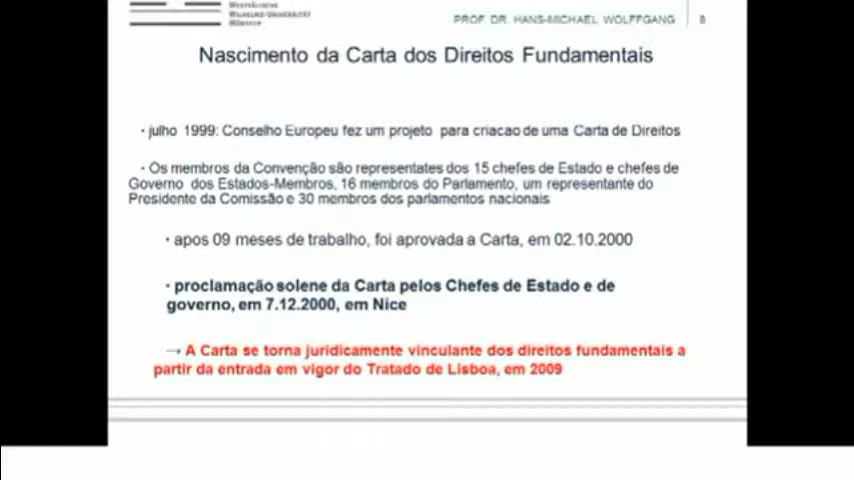 WESTFÄLISCHE
WILHELMS-UNIVERSITÄT
MÜNSTER
PROF. DR. HANS-MICHAEL WOLFFGANG 8
Nascimento da Carta dos Direitos Fundamentais
• julho 1999: Conselho Europeu fez um projeto para criacao de uma Carta de Direitos
• Os membros da Convenção são representates dos 15 chefes de Estado e chefes de
Governo dos Estados-Membros, 16 membros do Parlamento, um representante do
Presidente da Comissão e 30 membros dos parlamentos nacionais
• apos 09 meses de trabalho, foi aprovada a Carta, em 02.10.2000
• proclamação solene da Carta pelos Chefes de Estado e de
governo, em 7.12.2000, em Nice
→ A Carta se torna juridicamente vinculante dos direitos fundamentais a
partir da entrada em vigor do Tratado de Lisboa, em 2009